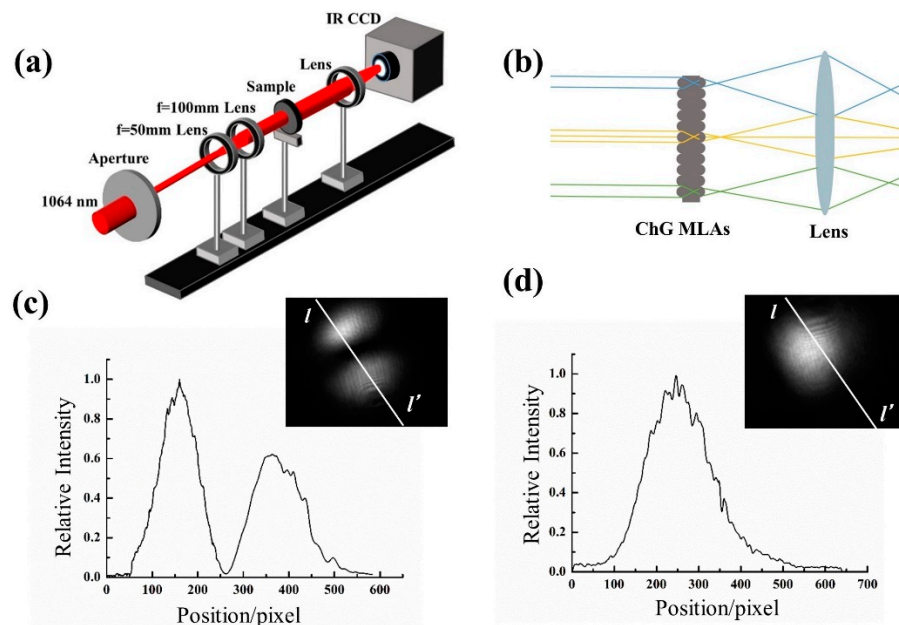 (a)
IR CCD
Lens
Sample
f=100mm Lens
f=50mm Lens
Aperture
1064 nm
(b)
ChG MLAs
Lens
(c)
l
l'
1.0
0.8
0.6
0.4
0.2
0.0
Relative Intensity
0 100 200 300 400 500 600
Position/pixel
(d)
l
l'
1.0
0.8
0.6
0.4
0.2
0.0
Relative Intensity
0 100 200 300 400 500 600 700
Position/pixel